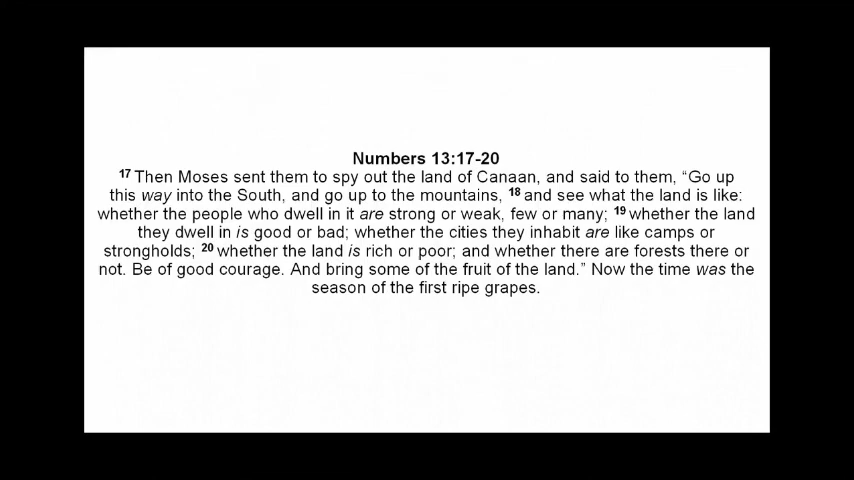 Numbers 13:17-20
17 Then Moses sent them to spy out the land of Canaan, and said to them, “Go up
this way into the South, and go up to the mountains, 18 and see what the land is like:
whether the people who dwell in it are strong or weak, few or many; 19 whether the land
they dwell in is good or bad; whether the cities they inhabit are like camps or
strongholds; 20 whether the land is rich or poor; and whether there are forests there or
not. Be of good courage. And bring some of the fruit of the land.” Now the time was the
season of the first ripe grapes.